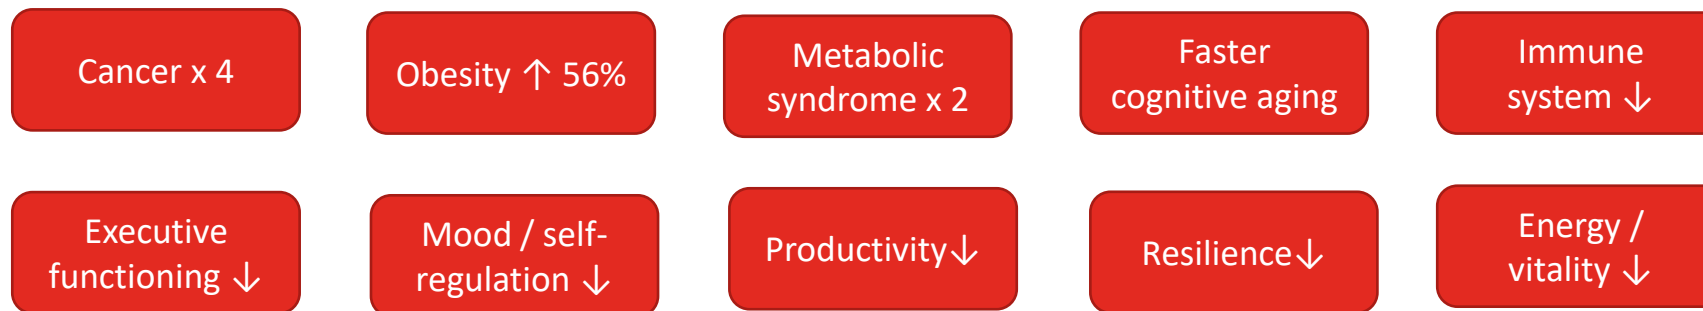 Cancer x 4
Obesity ↑ 56%
Metabolic
syndrome x 2
Faster
cognitive aging
Immune
system ↓
Executive
functioning ↓
Mood / self-
regulation ↓
Productivity↓
Resilience↓
Energy /
vitality ↓